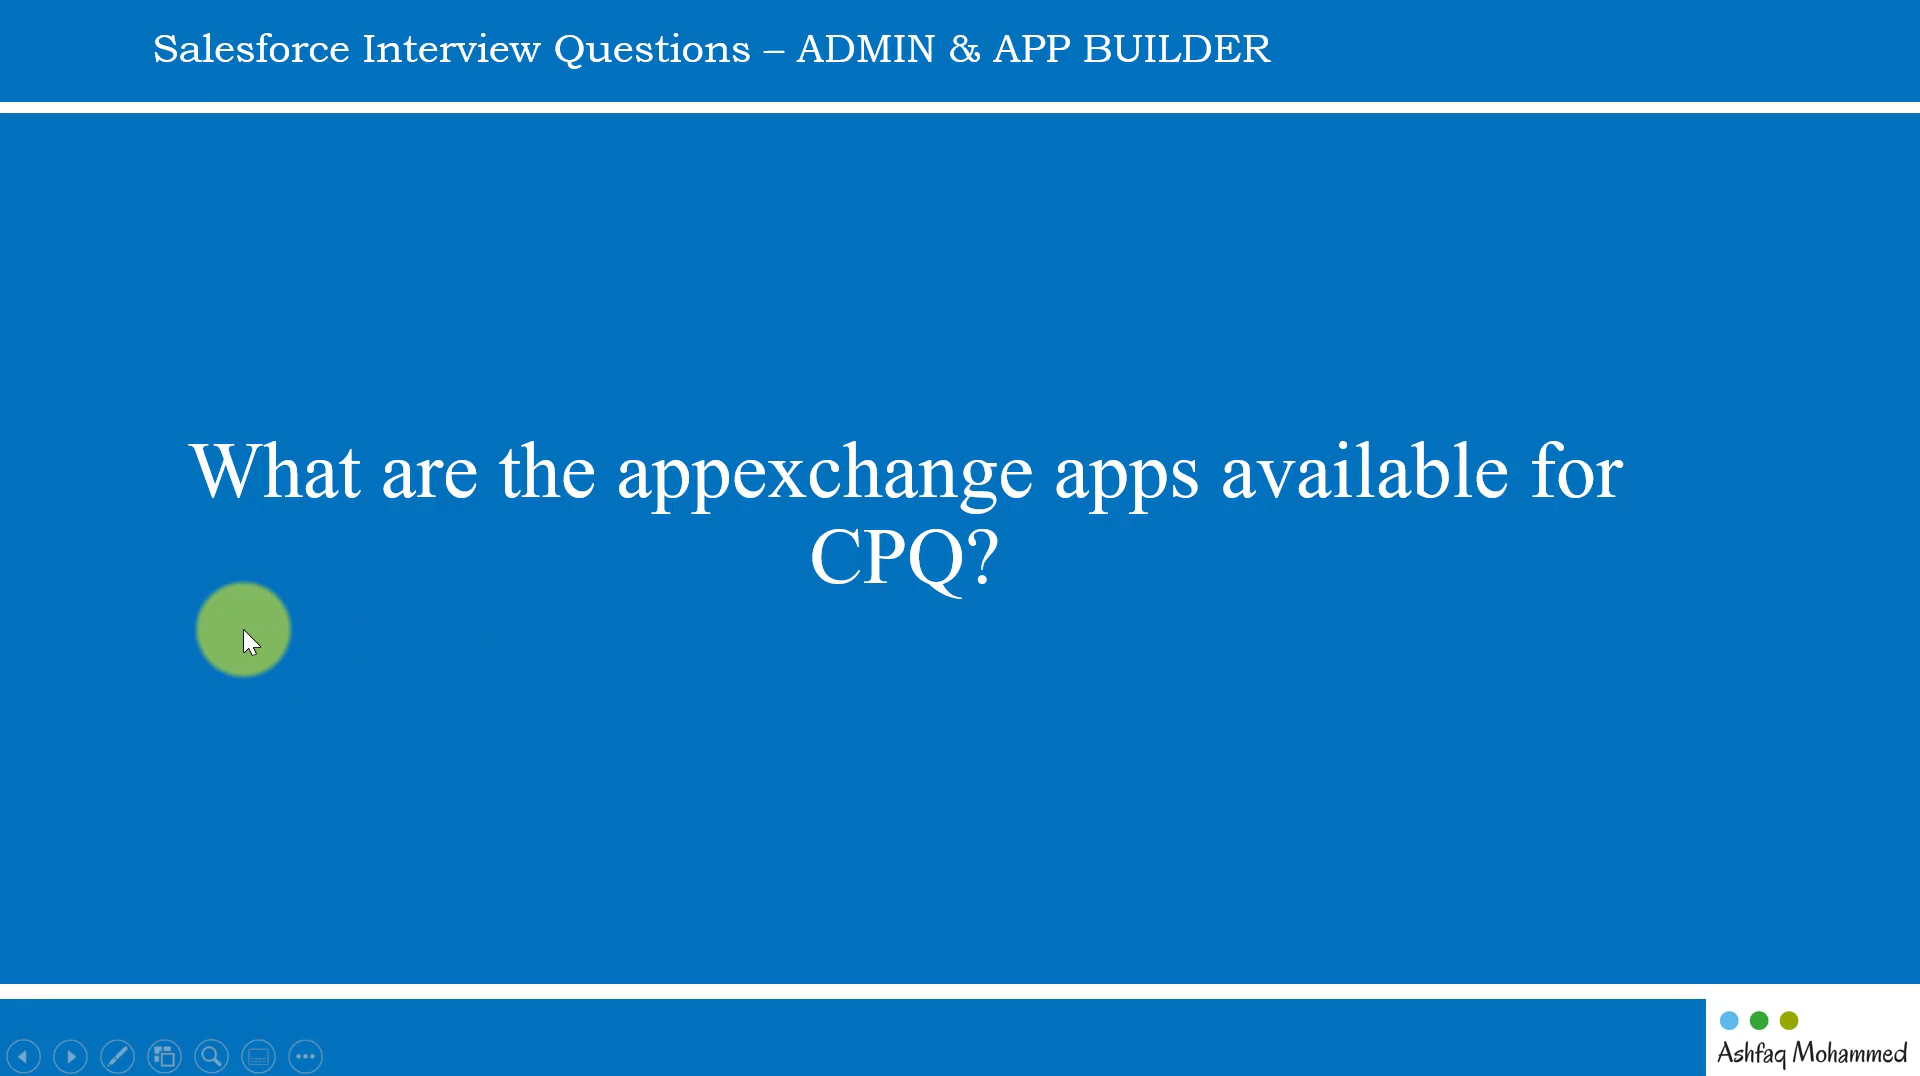 Salesforce Interview Questions – ADMIN & APP BUILDER
What are the appexchange apps available for
CPQ?
Ashfaq Mohammed